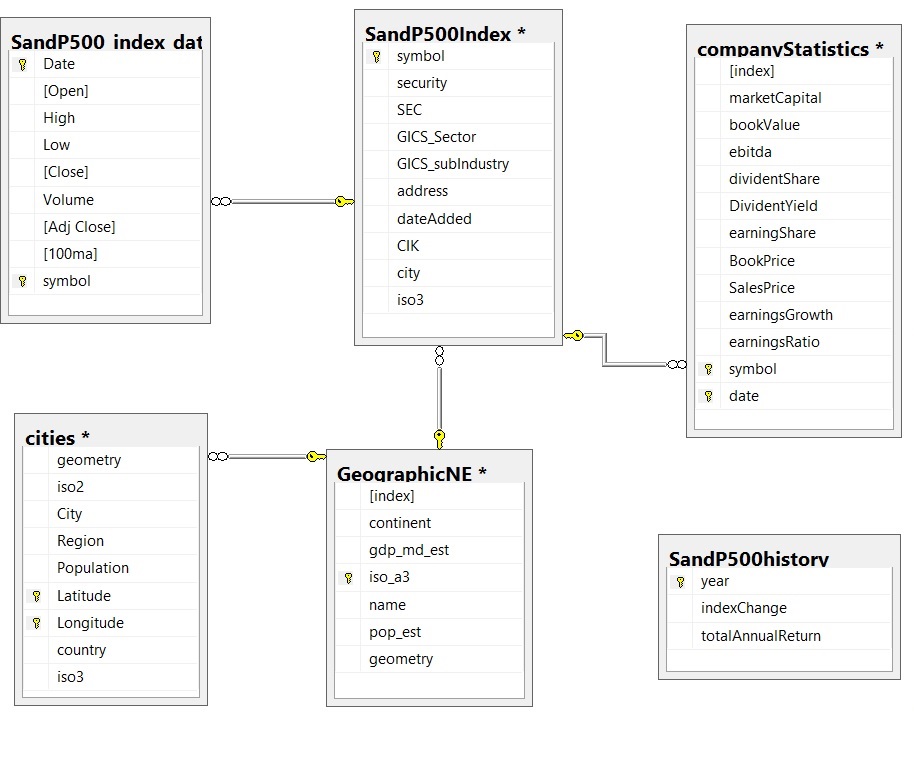 SandP500_index_dat
Date
[Open]
High
Low
[Close]
Volume
[Adj Close]
[100ma]
symbol
SandP500Index *
symbol
security
SEC
GICS_Sector
GICS_subIndustry
address
dateAdded
CIK
city
iso3
companyStatistics *
[index]
marketCapital
bookValue
ebitda
dividentShare
DividentYield
earningShare
BookPrice
SalesPrice
earningsGrowth
earningsRatio
symbol
date
cities *
geometry
iso2
City
Region
Population
Latitude
Longitude
country
iso3
GeographicNE *
[index]
continent
gdp_md_est
iso_a3
name
pop_est
geometry
SandP500history
year
indexChange
totalAnnualReturn